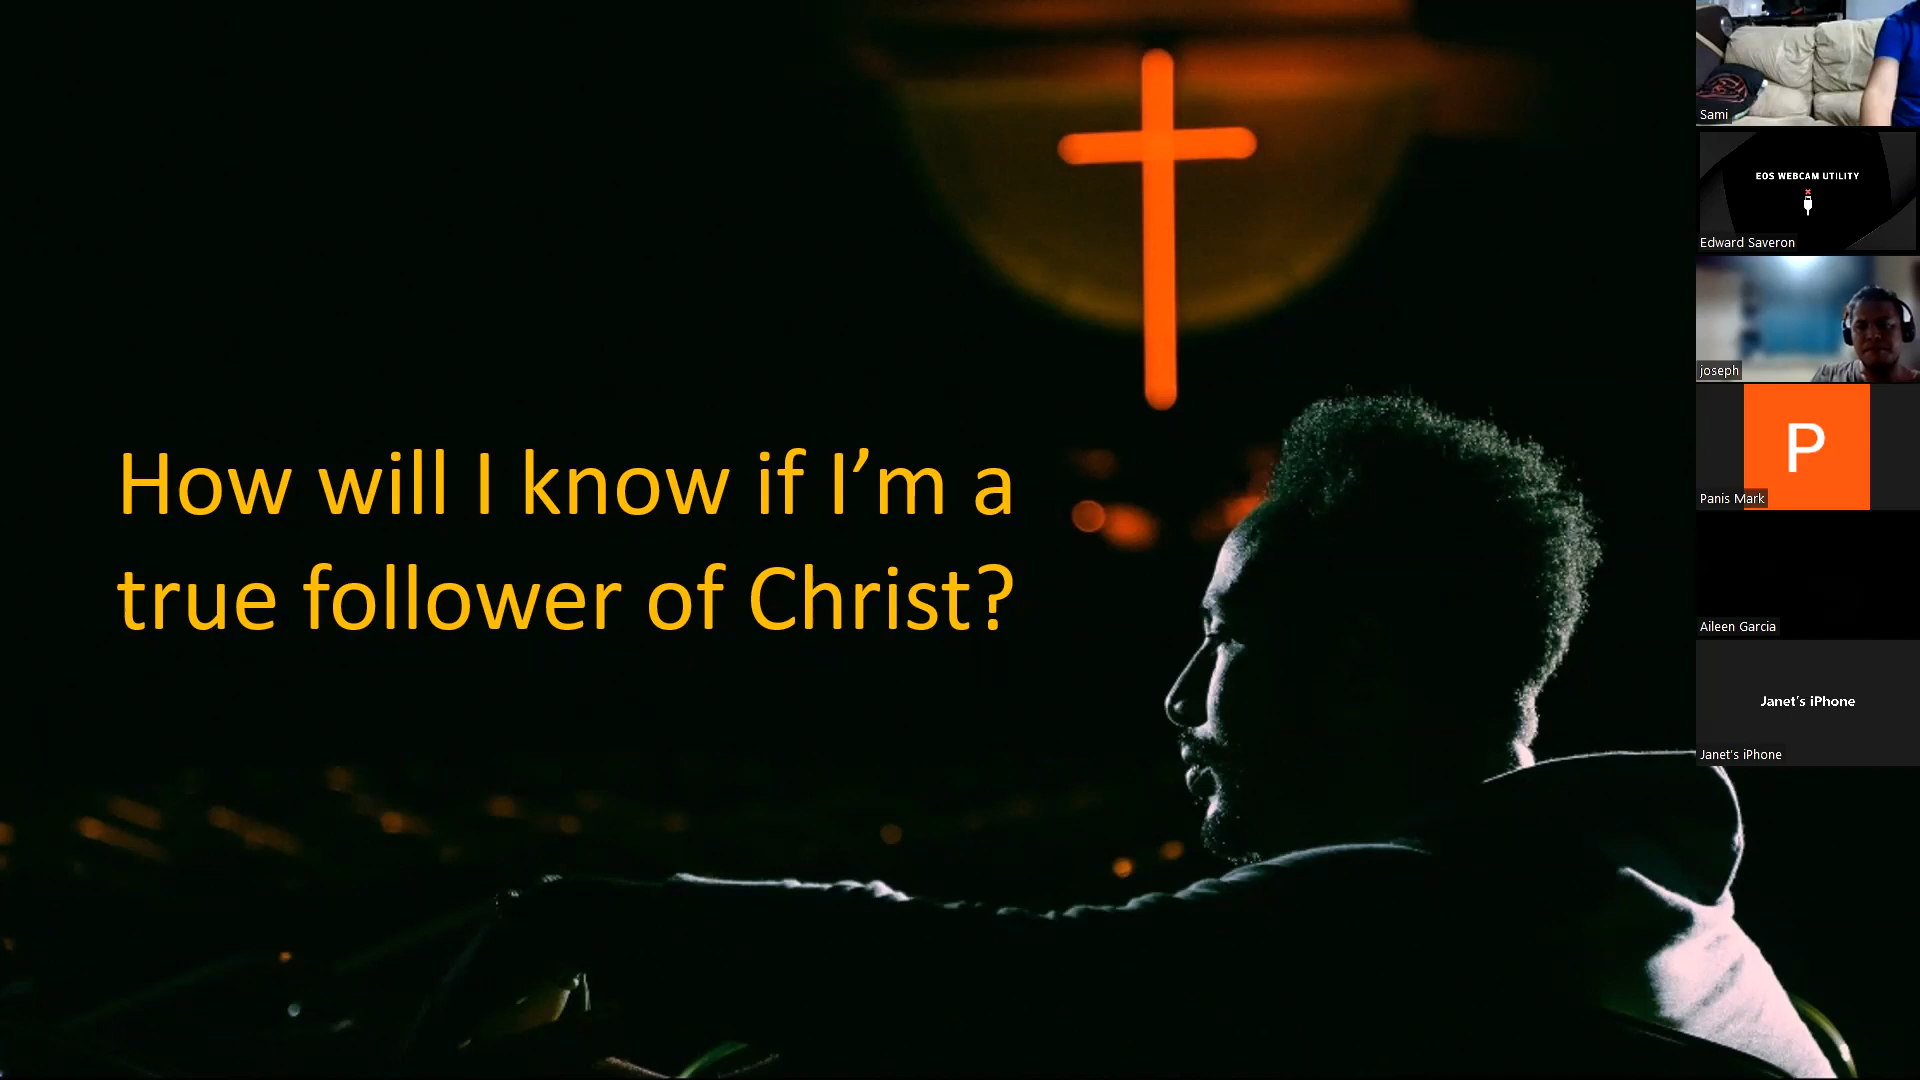 How will I know if I’m a
true follower of Christ?
Sami
EOS WEBCAM UTILITY
Edward Saveron
joseph
P
Panis Mark
Aileen Garcia
Janet's iPhone
Janet's iPhone